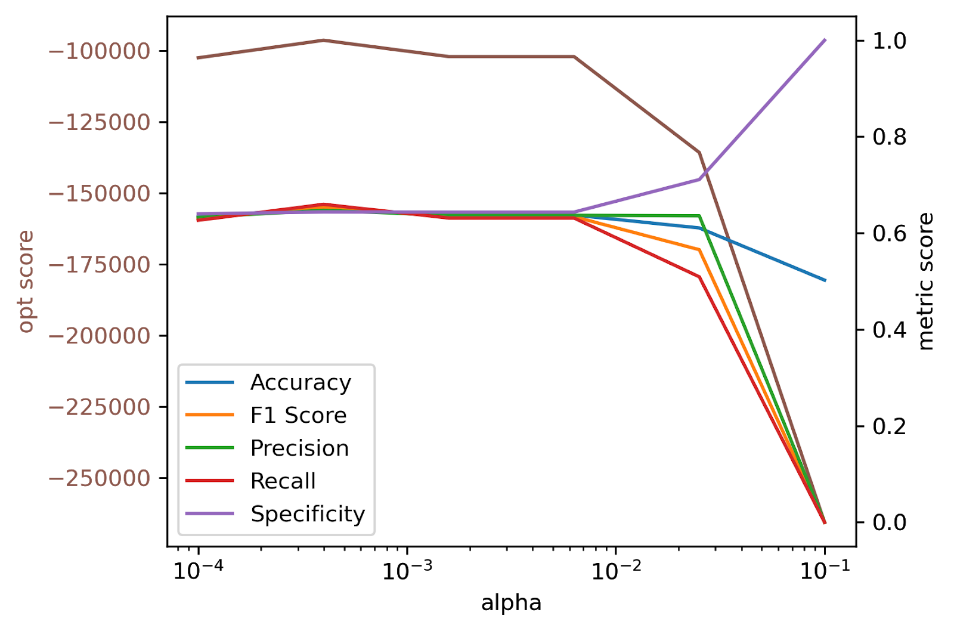 −100000
−125000
−150000
−175000
−200000
−225000
−250000
opt score
1.0
0.8
0.6
0.4
0.2
0.0
metric score
Accuracy
F1 Score
Precision
Recall
Specificity
10⁻⁴
10⁻³
10⁻²
10⁻¹
alpha